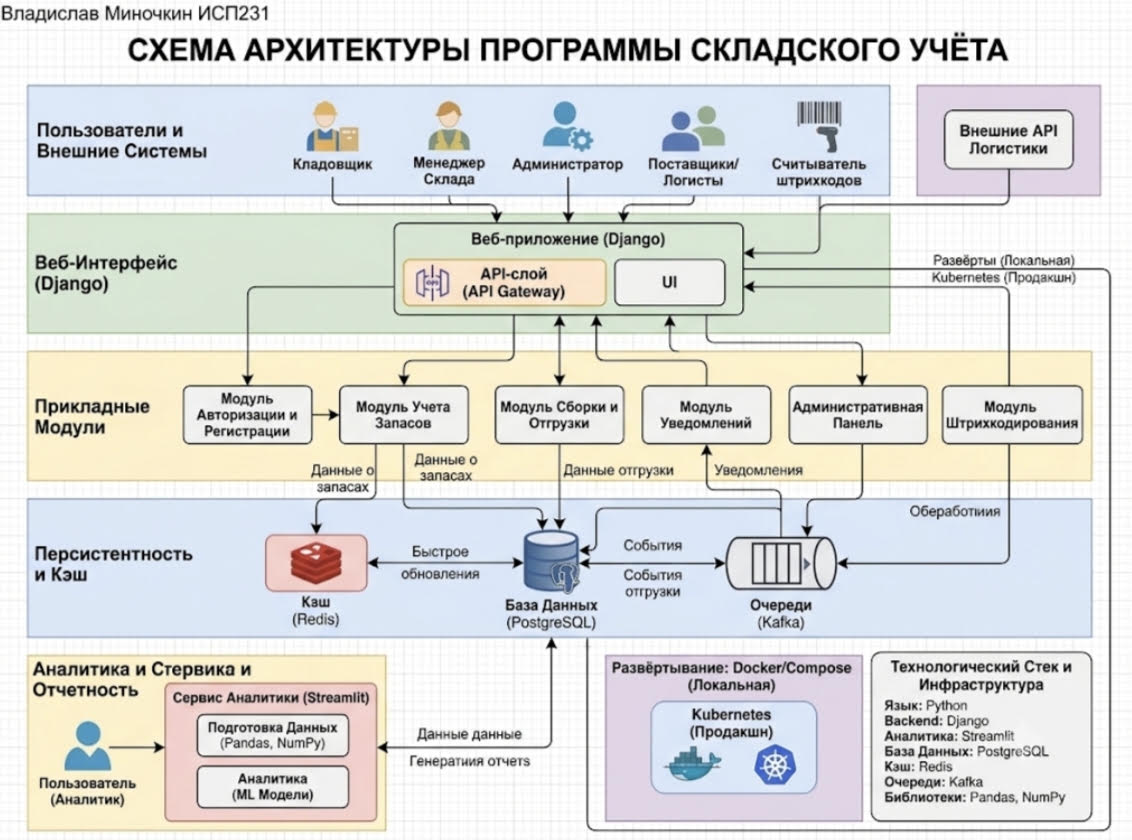 Владислав Миночкин ИСП231
СХЕМА АРХИТЕКТУРЫ ПРОГРАММЫ СКЛАДСКОГО УЧЁТА
Пользователи и
Внешние Системы
Кладовщик
Менеджер
Склада
Администратор
Поставщики/
Логисты
Считыватель
штрихкодов
Внешние API
Логистики
Веб-Интерфейс
(Django)
Веб-приложение (Django)
API-слой
(API Gateway)
UI
Развёрты (Локальная)
Kubernetes (Продакшн)
Прикладные
Модули
Модуль
Авторизации и
Регистрации
Модуль Учета
Запасов
Модуль Сборки и
Отгрузки
Модуль
Уведомлений
Административная
Панель
Модуль
Штрихкодирования
Данные о
запасах
Данные о
запасах
Данные отгрузки
Уведомления
Обеработиия
Персистентность
и Кэш
Быстрое
обновления
События
События
отгрузки
Кэш
(Redis)
База Данных
(PostgreSQL)
Очереди
(Kafka)
Аналитика и Стервика и
Отчетность
Сервис Аналитики (Streamlit)
Подготовка Данных
(Pandas, NumPy)
Аналитика
(ML Модели)
Пользователь
(Аналитик)
Данные данные
Генератиия отчетs
Развёртывание: Docker/Compose
(Локальная)
Kubernetes
(Продакшн)
Технологический Стек и
Инфраструктура
Язык: Python
Backend: Django
Аналитика: Streamlit
База Данных: PostgreSQL
Кэш: Redis
Очереди: Kafka
Библиотеки: Pandas, NumPy